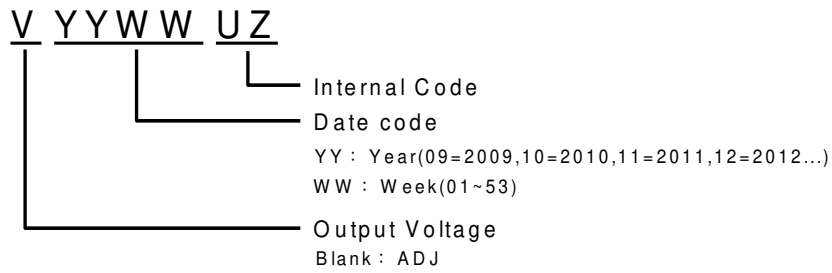 V YYWW UZ
Internal Code
Date code
YY : Year(09=2009,10=2010,11=2011,12=2012...)
WW : Week(01~53)
Output Voltage
Blank : ADJ